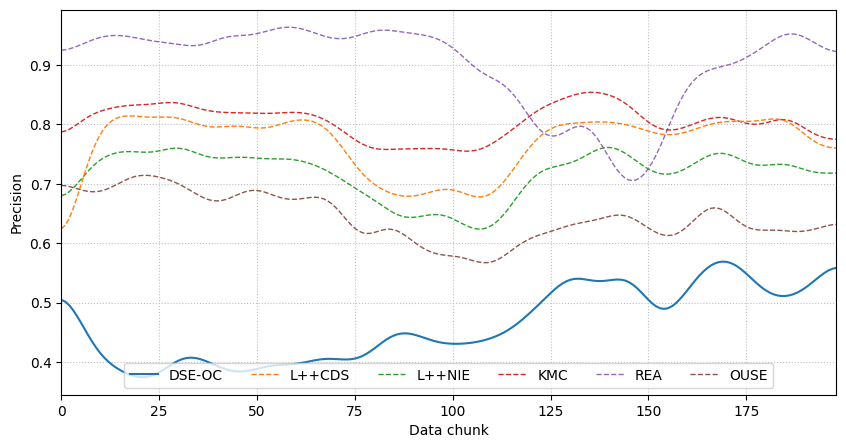 Precision
0.9
0.8
0.7
0.6
0.5
0.4
DSE-OC L++CDS L++NIE KMC REA OUSE
0 25 50 75 100 125 150 175
Data chunk